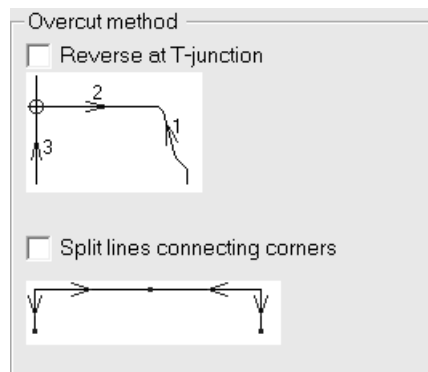 Overcut method
Reverse at T-junction
2
1
3
Split lines connecting corners